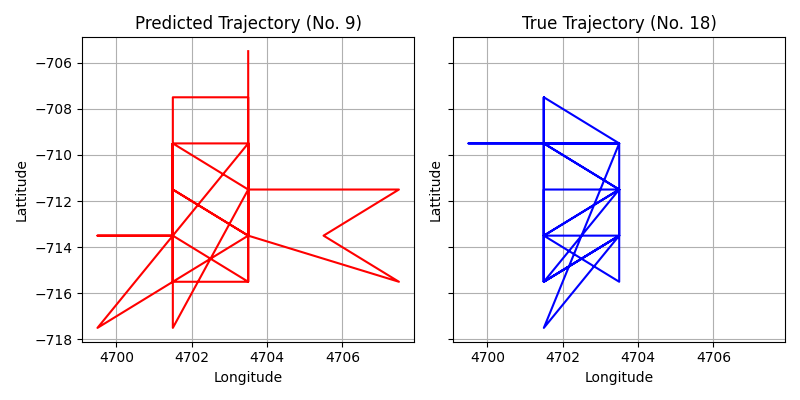 Predicted Trajectory (No. 9)
True Trajectory (No. 18)
−706
−708
−710
−712
−714
−716
−718
Lattitude
Lattitude
4700
4702
4704
4706
4700
4702
4704
4706
Longitude
Longitude